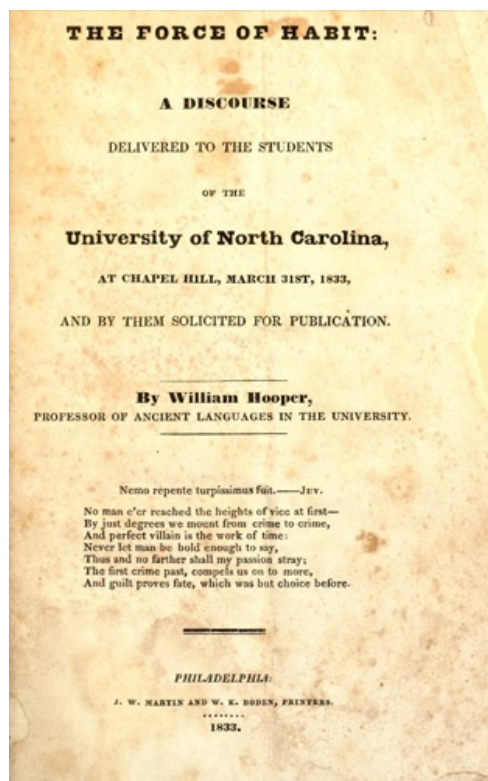 THE FORCE OF HABIT:
A DISCOURSE
DELIVERED TO THE STUDENTS
OF THE
University of North Carolina,
AT CHAPEL HILL, MARCH 31ST, 1833,
AND BY THEM SOLICITED FOR PUBLICATION.
By William Hooper,
PROFESSOR OF ANCIENT LANGUAGES IN THE UNIVERSITY.
Nemo repente turpissimus fuit.——JUV.
No man e'er reached the heights of vice at first—
By just degrees we mount from crime to crime,
And perfect villain is the work of time:
Never let man be bold enough to say,
Thus and no farther shall my passion stray;
The first crime past, compels us on to more,
And guilt proves fate, which was but choice before.
PHILADELPHIA:
J. W. MARTIN AND W. K. BODEN, PRINTERS.
1833.